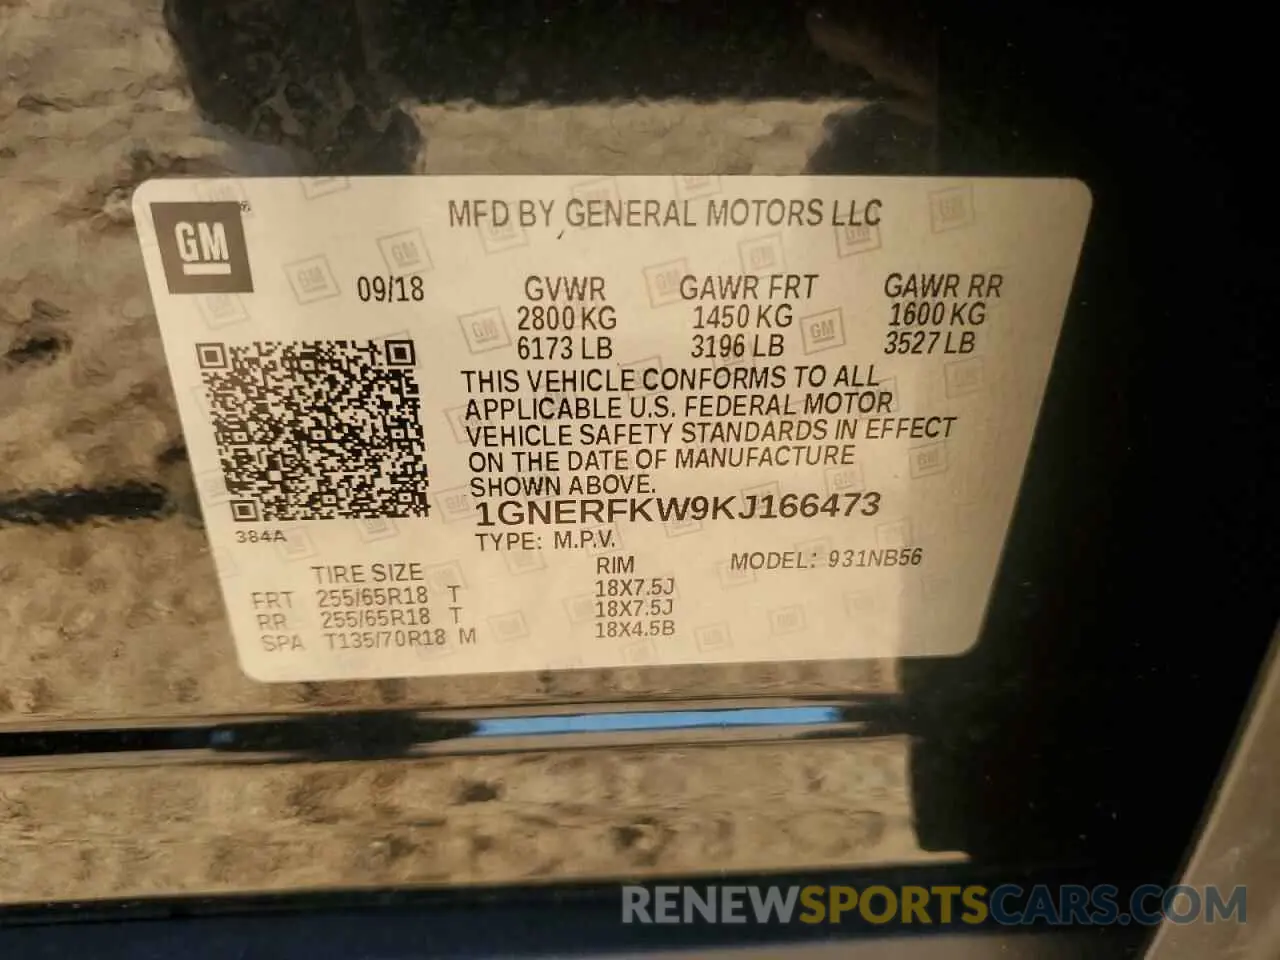 GM
MFD BY GENERAL MOTORS LLC
09/18 GVWR GAWR FRT GAWR RR
2800 KG 1450 KG 1600 KG
6173 LB 3196 LB 3527 LB
THIS VEHICLE CONFORMS TO ALL
APPLICABLE U.S. FEDERAL MOTOR
VEHICLE SAFETY STANDARDS IN EFFECT
ON THE DATE OF MANUFACTURE
SHOWN ABOVE.
1GNERFKW9KJ166473
384A
TYPE: M.P.V.
MODEL: 931NB56
TIRE SIZE RIM
FRT 255/65R18 T 18X7.5J
RR 255/65R18 T 18X7.5J
SPA T135/70R18 M 18X4.5B
RENEWSPORTSCARS.COM